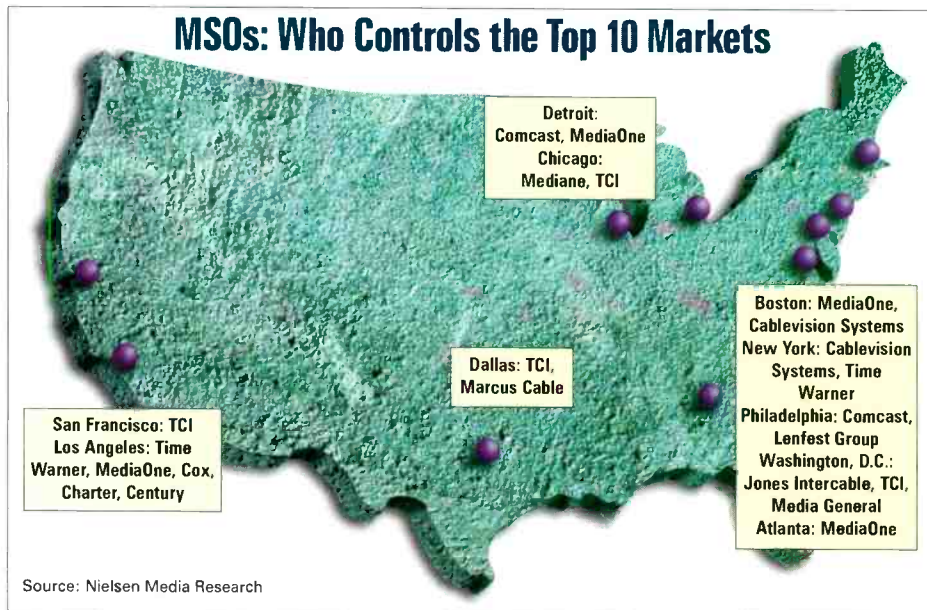 MSOs: Who Controls the Top 10 Markets
Detroit:
Comcast, MediaOne
Chicago:
Mediane, TCI
Boston: MediaOne,
Cablevision Systems
New York: Cablevision
Systems, Time
Warner
Philadelphia: Comcast,
Lenfest Group
Washington, D.C.:
Jones Intercable, TCI,
Media General
Atlanta: MediaOne
Dallas: TCI,
Marcus Cable
San Francisco: TCI
Los Angeles: Time
Warner, MediaOne, Cox,
Charter, Century
Source: Nielsen Media Research